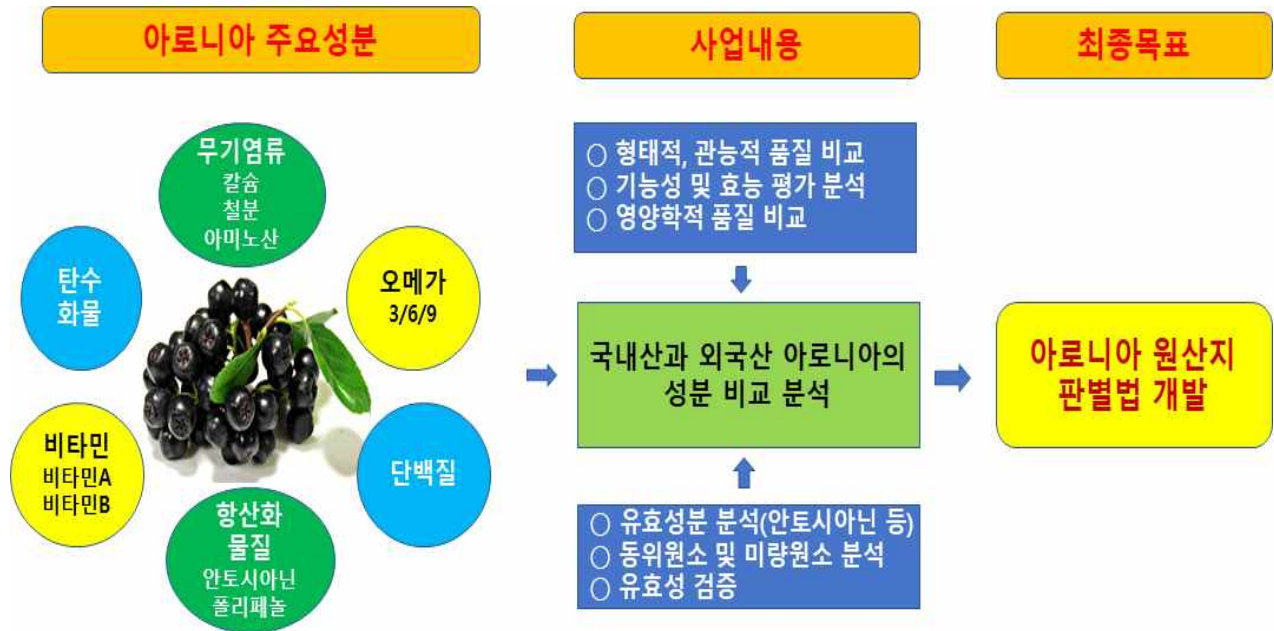 아로니아 주요성분
사업내용
최종목표
무기염류
칼슘
철분
아미노산
탄수
화물
오메가
3/6/9
비타민
비타민A
비타민B
단백질
항산화
물질
안토시아닌
폴리페놀
○ 형태적, 관능적 품질 비교
○ 기능성 및 효능 평가 분석
○ 영양학적 품질 비교
국내산과 외국산 아로니아의
성분 비교 분석
○ 유효성분 분석(안토시아닌 등)
○ 동위원소 및 미량원소 분석
○ 유효성 검증
아로니아 원산지
판별법 개발